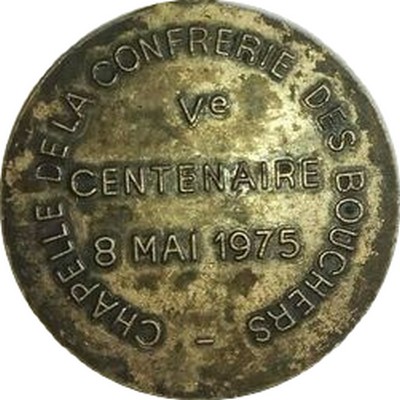 CHAPELLE DE LA CONFRERIE DES BOUCHERS –
Ve
CENTENAIRE
8 MAI 1975